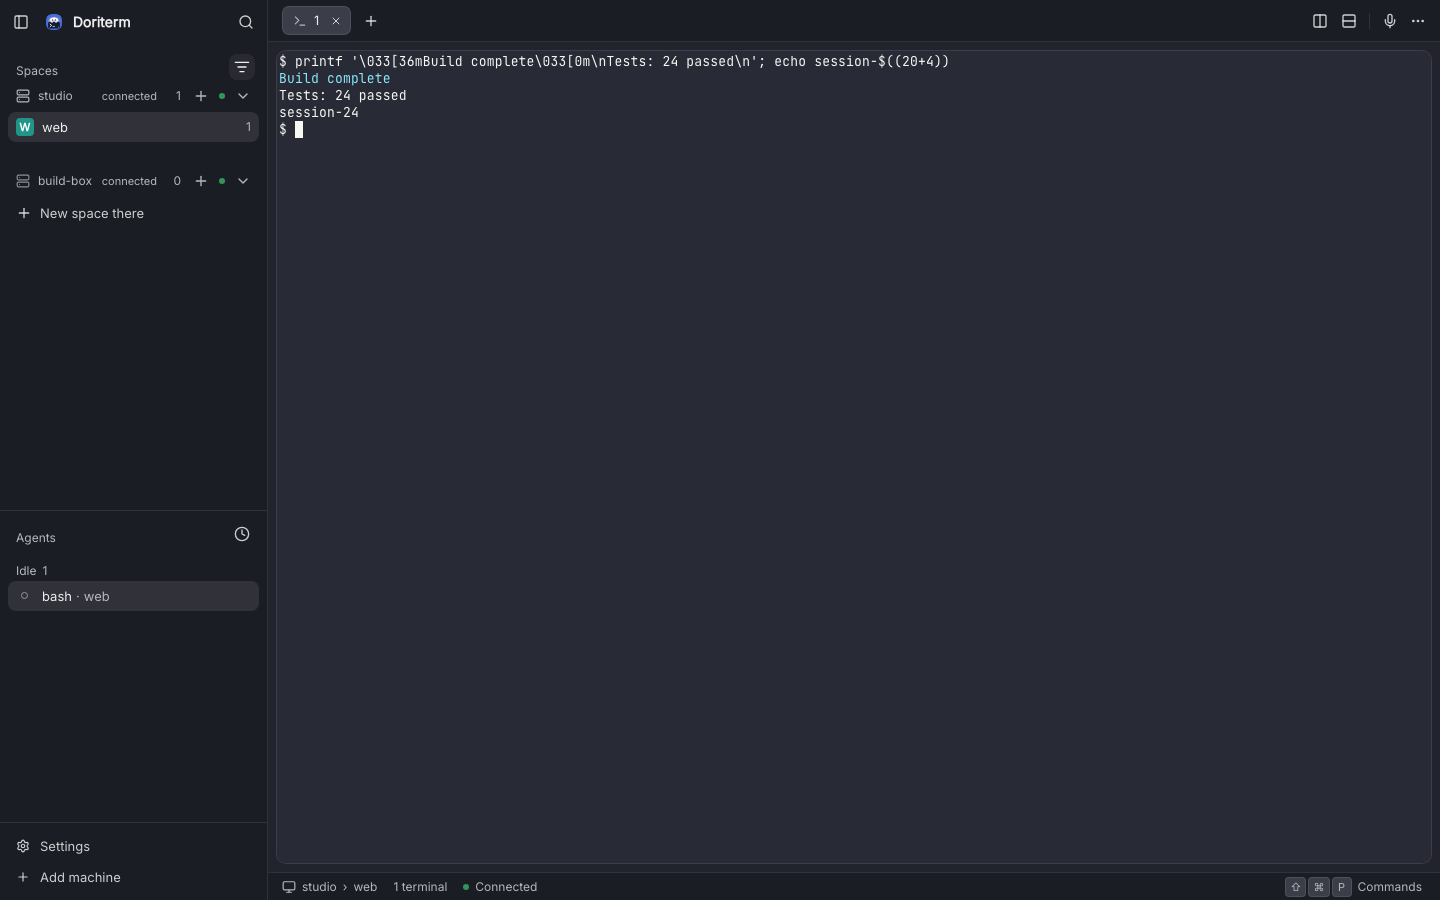 Doriterm
Spaces
studio connected 1
W web 1
build-box connected 0
New space there
Agents
Idle 1
bash · web
Settings
Add machine
1
$ printf '\033[36mBuild complete\033[0m\nTests: 24 passed\n'; echo session-$((20+4))
Build complete
Tests: 24 passed
session-24
$
studio › web 1 terminal Connected
⇧ ⌘ P Commands